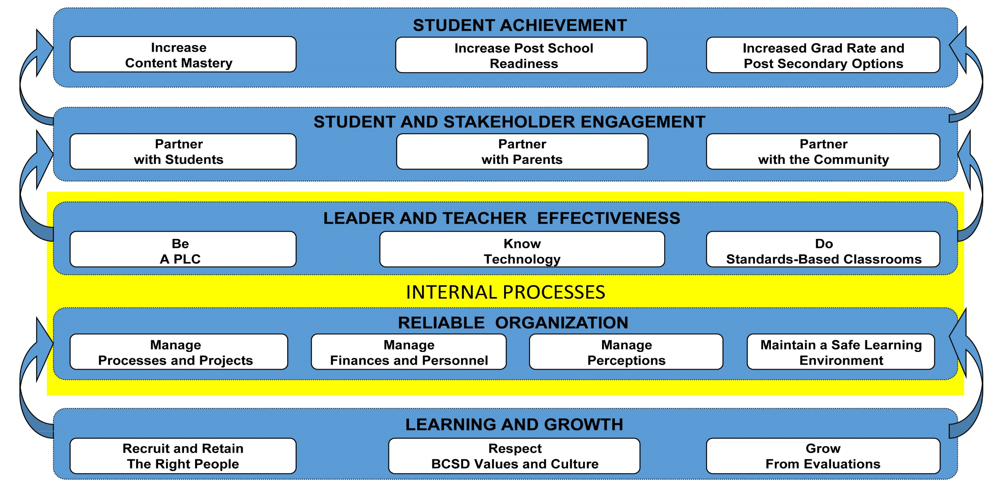 STUDENT ACHIEVEMENT
Increase
Content Mastery
Increase Post School
Readiness
Increased Grad Rate and
Post Secondary Options
STUDENT AND STAKEHOLDER ENGAGEMENT
Partner
with Students
Partner
with Parents
Partner
with the Community
LEADER AND TEACHER EFFECTIVENESS
Be
A PLC
Know
Technology
Do
Standards-Based Classrooms
INTERNAL PROCESSES
RELIABLE ORGANIZATION
Manage
Processes and Projects
Manage
Finances and Personnel
Manage
Perceptions
Maintain a Safe Learning
Environment
LEARNING AND GROWTH
Recruit and Retain
The Right People
Respect
BCSD Values and Culture
Grow
From Evaluations